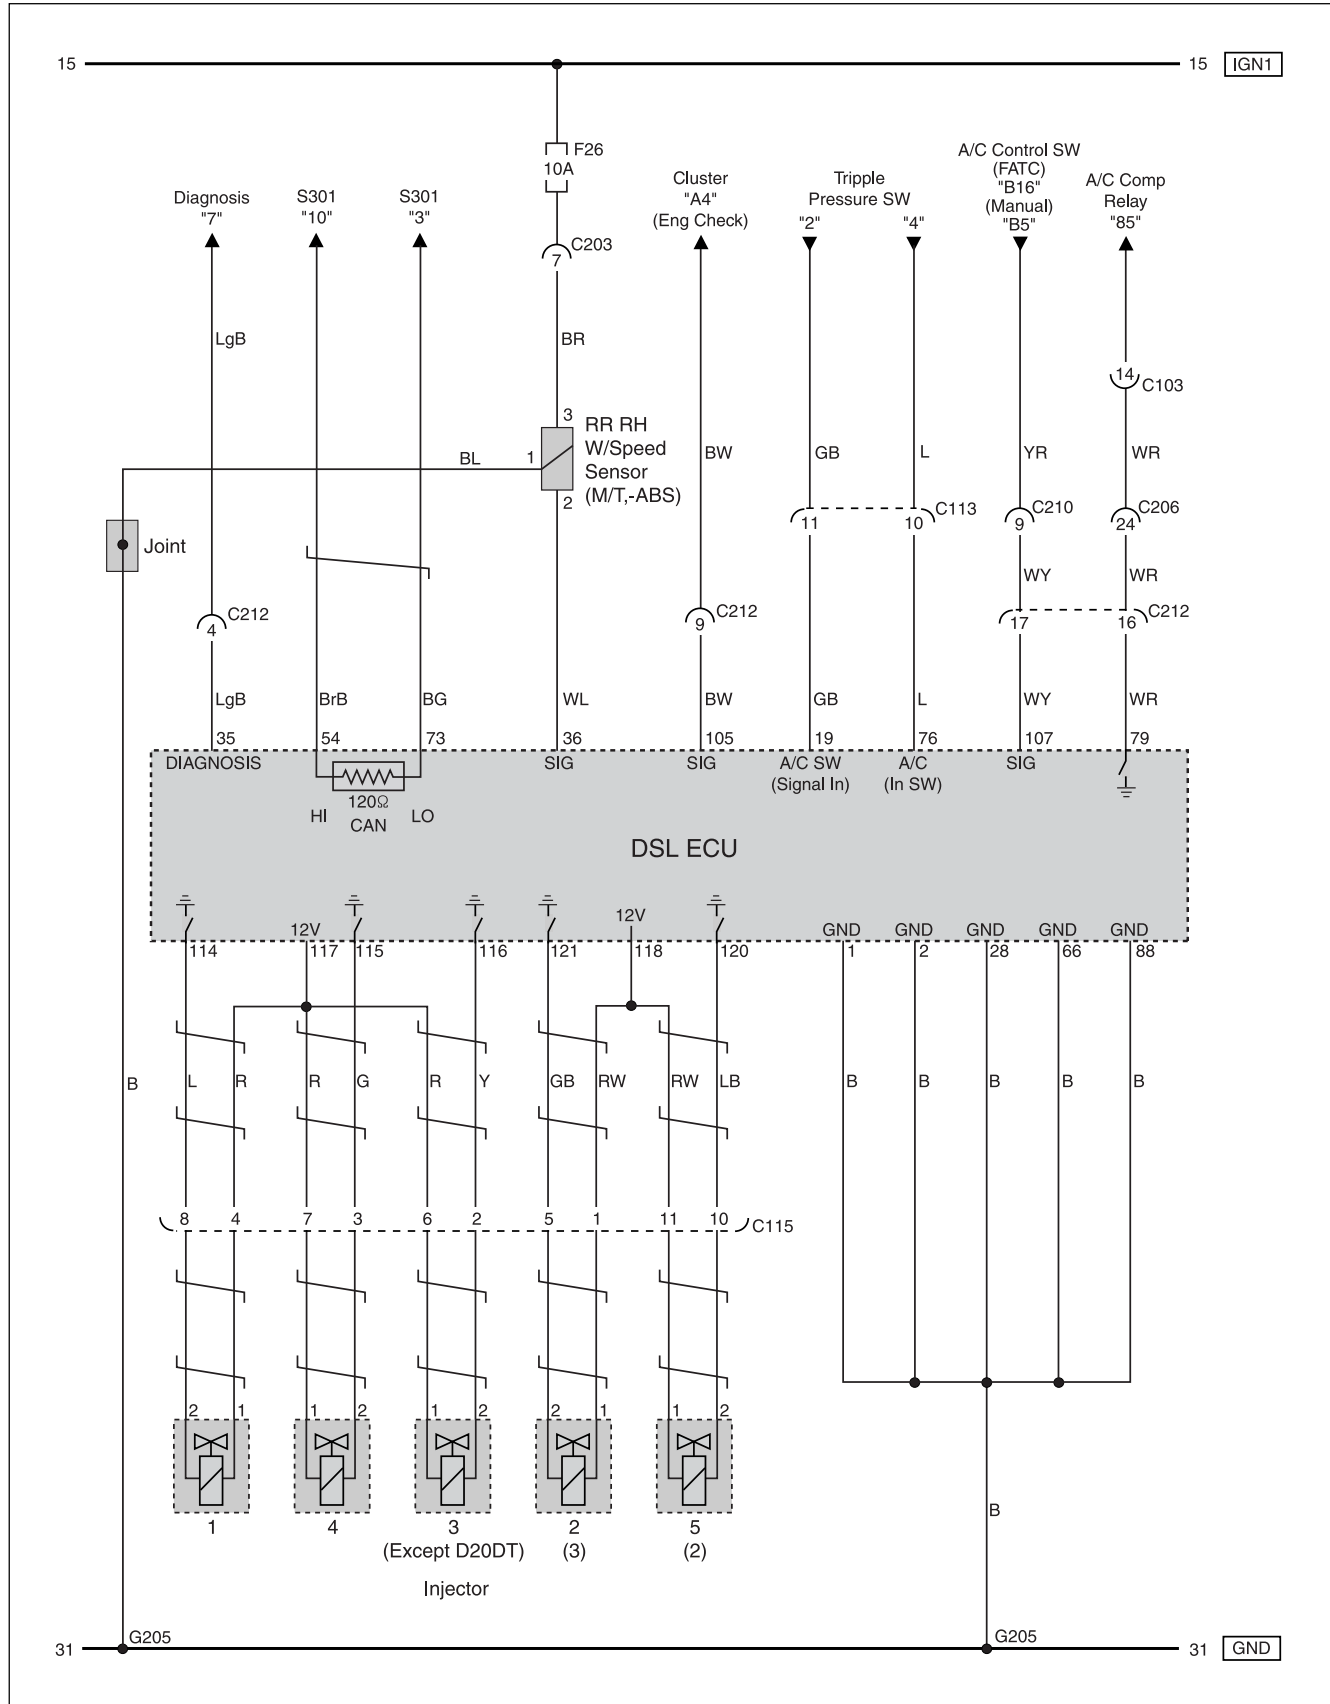 15 15 IGN1
F26
10A
A/C Control SW
(FATC)
"B16"
(Manual)
"B5"
Diagnosis
"7"
S301
"10"
S301
"3"
Cluster
"A4"
(Eng Check)
Tripple
Pressure SW
"2" "4"
A/C Comp
Relay
"85"
C203
7
LgB BR
14 C103
3
RR RH
W/Speed
Sensor
(M/T,-ABS)
BL 1
2
BW GB L YR WR
11 10 C113 9 C210 24 C206
Joint
WY WR
4 C212 9 C212 17 16 C212
LgB BrB BG WL BW GB L WY WR
35 54 73 36 105 19 76 107 79
DIAGNOSIS SIG SIG A/C SW A/C SIG
(Signal In) (In SW)
120Ω
HI CAN LO
DSL ECU
12V 12V GND GND GND GND GND
114 117 115 116 121 118 120 1 2 28 66 88
B L R R G R Y GB RW RW LB B B B B B
8 4 7 3 6 2 5 1 11 10 C115
2 1 1 2 1 2 2 1 1 2
1 4 3 2 5
(Except D20DT) (3) (2)
B
Injector
G205 G205
31 31 GND